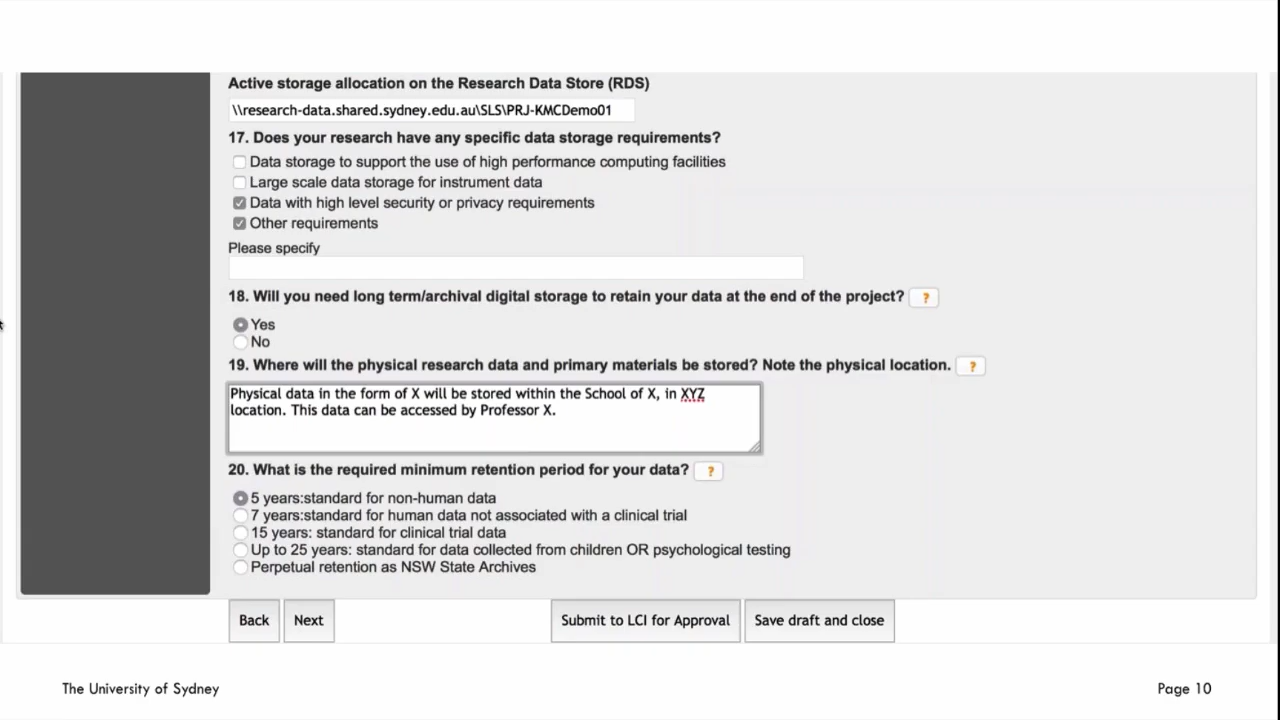 Active storage allocation on the Research Data Store (RDS)
\\research-data.shared.sydney.edu.au\SLS\PRJ-KMCDemo01
17. Does your research have any specific data storage requirements?
Data storage to support the use of high performance computing facilities
Large scale data storage for instrument data
Data with high level security or privacy requirements
Other requirements
Please specify
18. Will you need long term/archival digital storage to retain your data at the end of the project? ?
Yes
No
19. Where will the physical research data and primary materials be stored? Note the physical location. ?
Physical data in the form of X will be stored within the School of X, in XYZ
location. This data can be accessed by Professor X.
20. What is the required minimum retention period for your data? ?
5 years:standard for non-human data
7 years:standard for human data not associated with a clinical trial
15 years: standard for clinical trial data
Up to 25 years: standard for data collected from children OR psychological testing
Perpetual retention as NSW State Archives
Back Next Submit to LCI for Approval Save draft and close
The University of Sydney Page 10